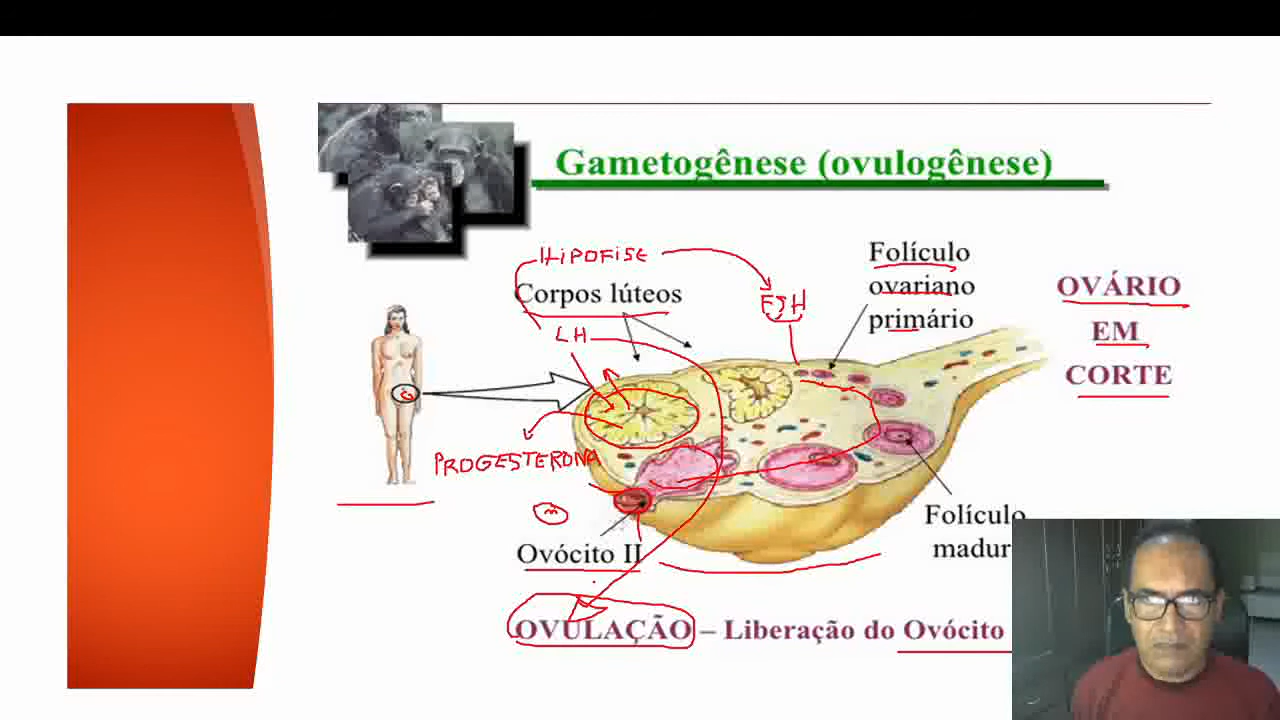 Gametogênese (ovulogênese)
HIPOFISE
Corpos lúteos
FSH
LH
Folículo
ovariano
primário
OVÁRIO
EM
CORTE
PROGESTERONA
m
Ovócito II
Folículo
madur
OVULAÇÃO – Liberação do Ovócito